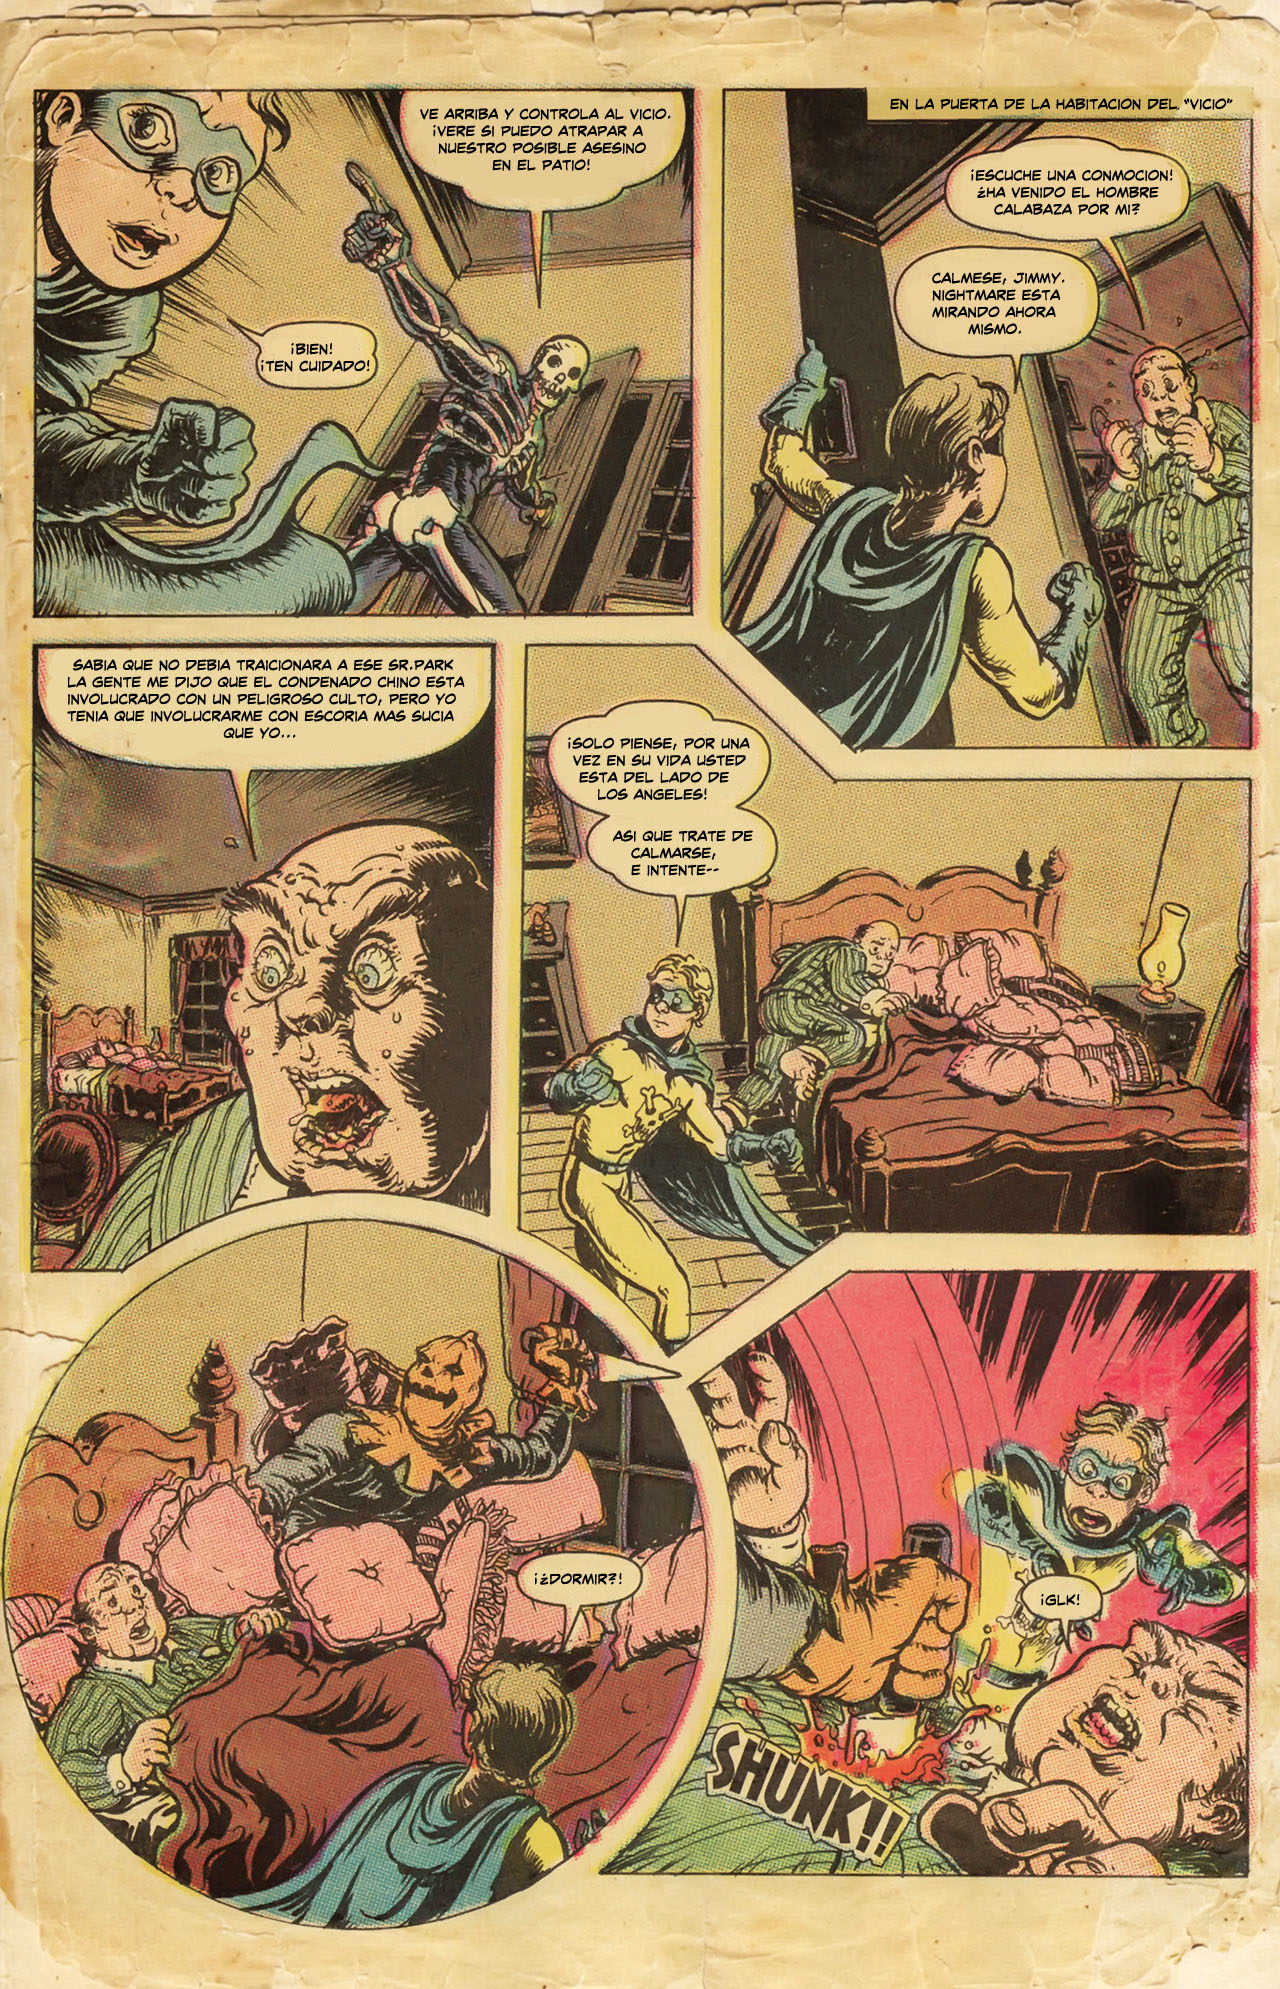 VE ARRIBA Y CONTROLA AL VICIO.
¡VERE SI PUEDO ATRAPAR A
NUESTRO POSIBLE ASESINO
EN EL PATIO!
¡BIEN!
¡TEN CUIDADO!
EN LA PUERTA DE LA HABITACION DEL "VICIO"
¡ESCUCHE UNA CONMOCION!
¿HA VENIDO EL HOMBRE
CALABAZA POR MI?
CALMESE, JIMMY.
NIGHTMARE ESTA
MIRANDO AHORA
MISMO.
SABIA QUE NO DEBIA TRAICIONARA A ESE SR.PARK
LA GENTE ME DIJO QUE EL CONDENADO CHINO ESTA
INVOLUCRADO CON UN PELIGROSO CULTO, PERO YO
TENIA QUE INVOLUCRARME CON ESCORIA MAS SUCIA
QUE YO...
¡SOLO PIENSE, POR UNA
VEZ EN SU VIDA USTED
ESTA DEL LADO DE
LOS ANGELES!
ASI QUE TRATE DE
CALMARSE,
E INTENTE--
¡¿DORMIR?!
¡GLK!
SHUNK!!